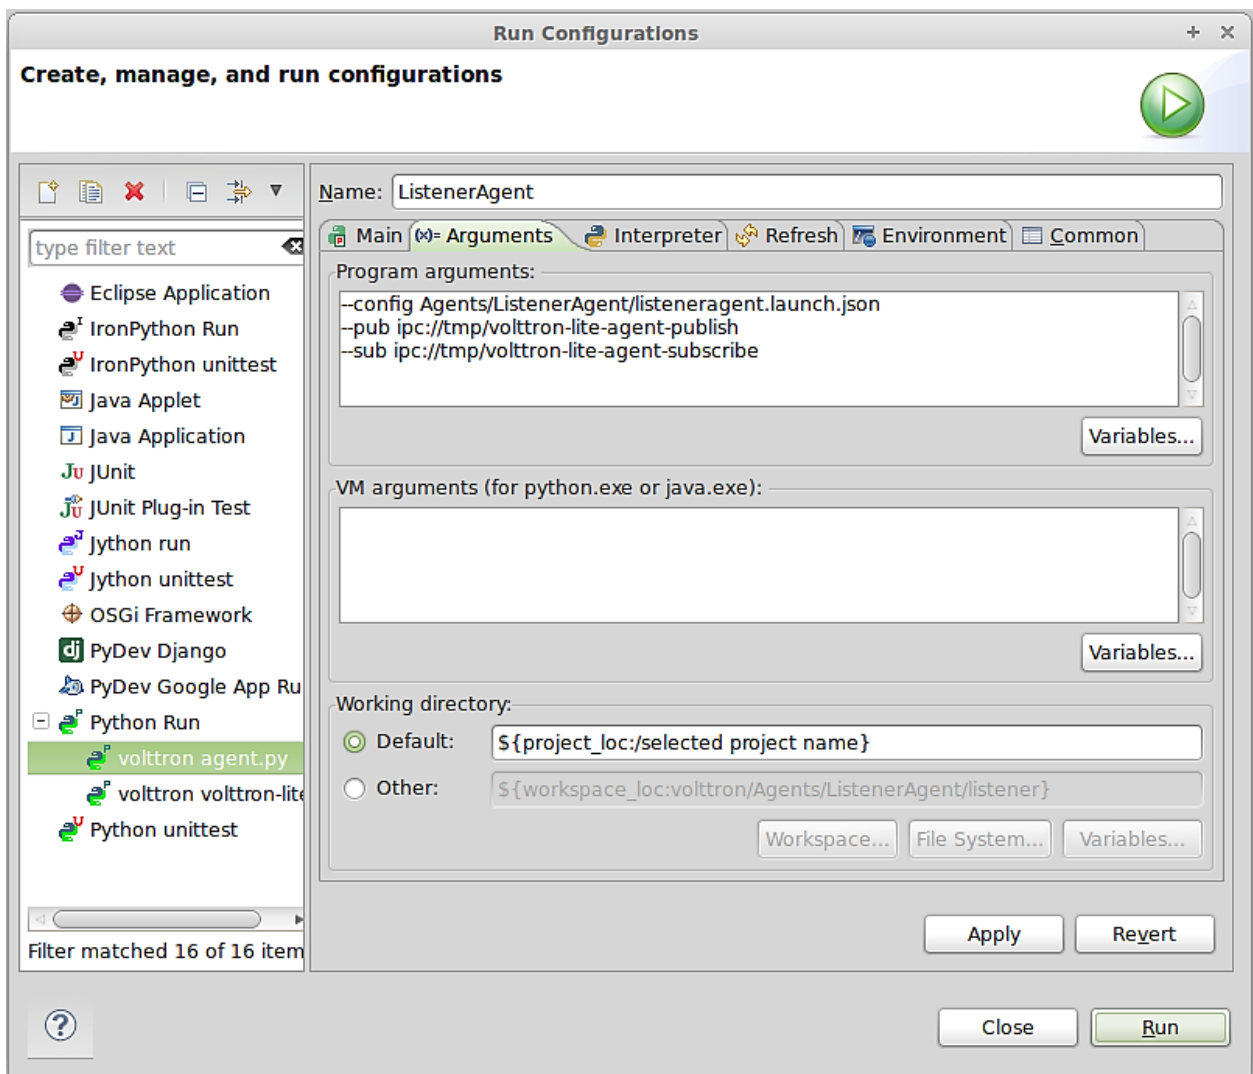 Run Configurations
Create, manage, and run configurations
type filter text
Eclipse Application
IronPython Run
IronPython unittest
Java Applet
Java Application
JUnit
JUnit Plug-in Test
Jython run
Jython unittest
OSGi Framework
PyDev Django
PyDev Google App Ru
Python Run
volttron agent.py
volttron volttron-lite
Python unittest
Filter matched 16 of 16 item
Name: ListenerAgent
Main (x)= Arguments Interpreter Refresh Environment Common
Program arguments:
--config Agents/ListenerAgent/listeneragent.launch.json
--pub ipc://tmp/volttron-lite-agent-publish
--sub ipc://tmp/volttron-lite-agent-subscribe
Variables...
VM arguments (for python.exe or java.exe):
Variables...
Working directory:
Default: ${project_loc:/selected project name}
Other: ${workspace_loc:volttron/Agents/ListenerAgent/listener}
Workspace... File System... Variables...
Apply Revert
Close Run